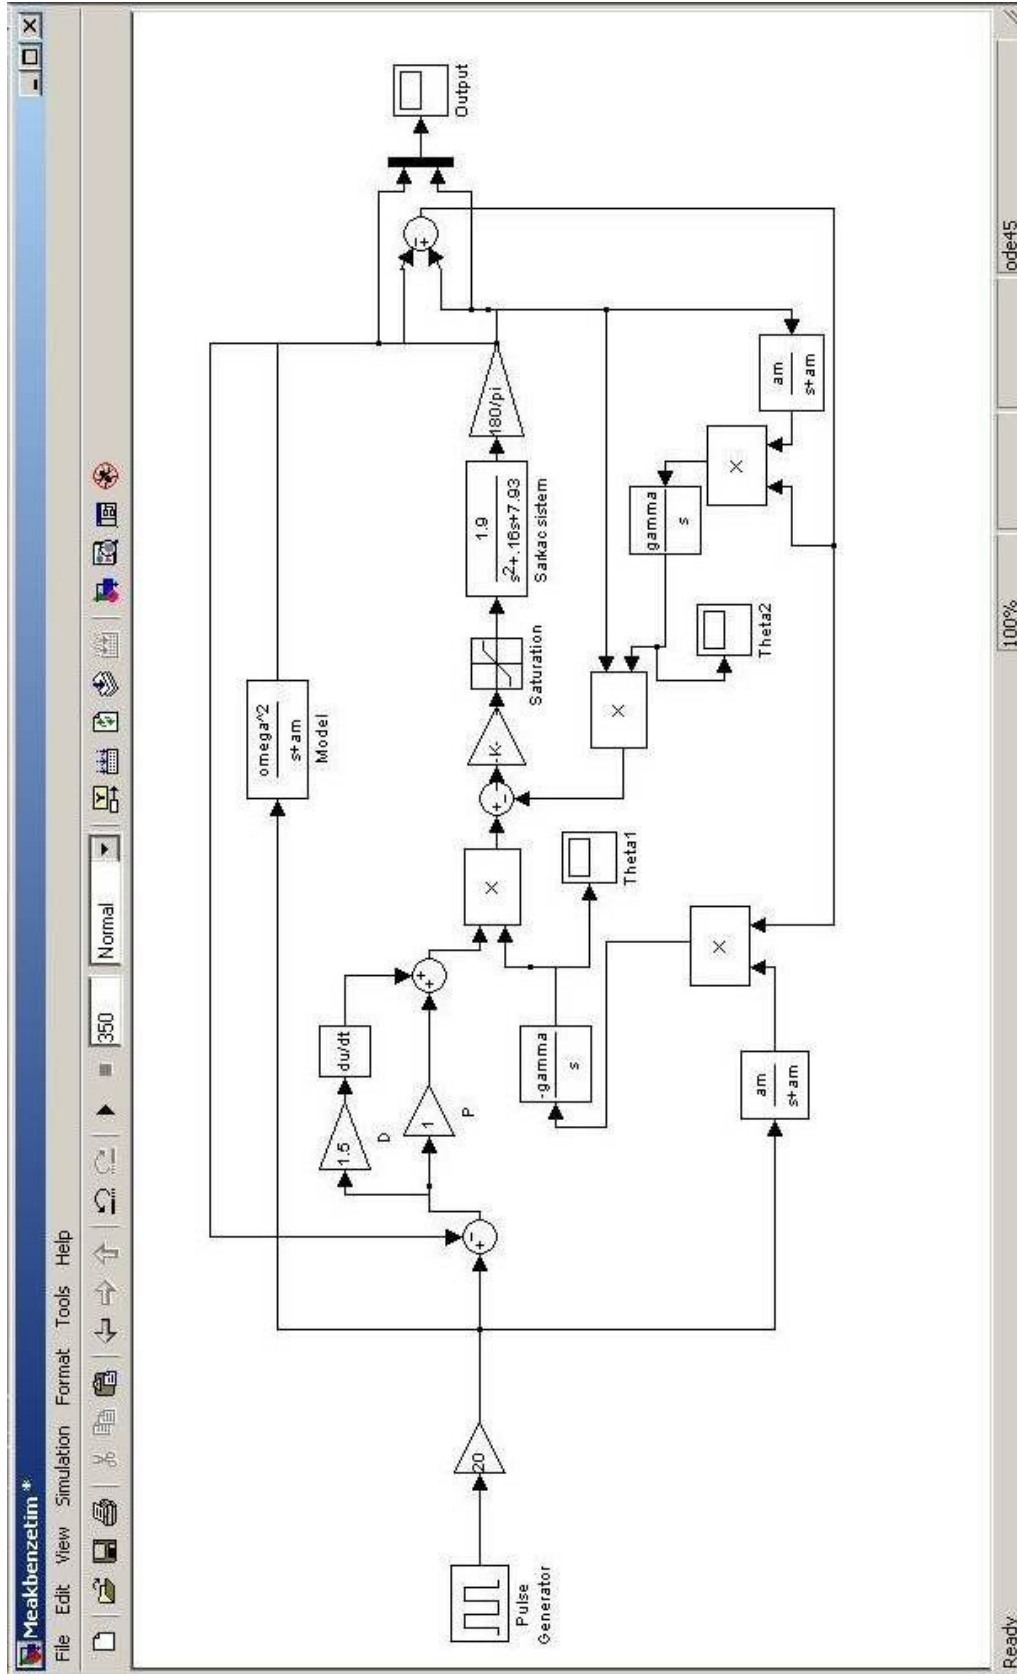 Meakbenzetim *
File Edit View Simulation Format Tools Help
350 Normal
omega^2
s+am
Model
1.5
D
du/dt
1
P
Pulse
Generator
20
-K-
Saturation
1.9
s2+.16s+7.93
Sarkac sistem
180/pi
Output
-gamma
s
Theta1
gamma
s
Theta2
am
s+am
am
s+am
Ready 100% ode45